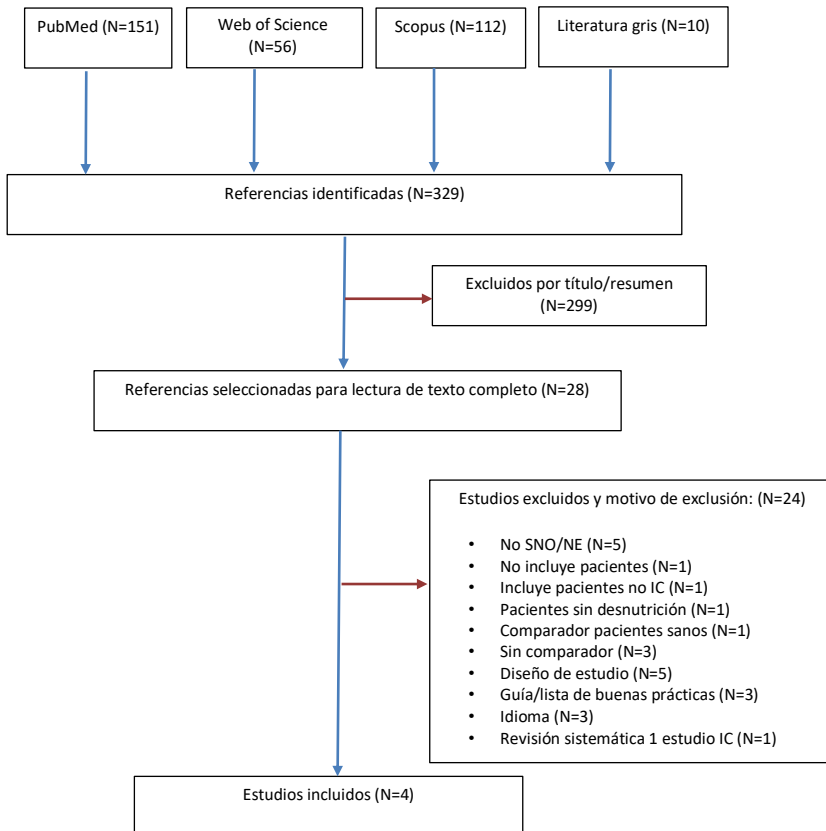 PubMed (N=151)
Web of Science
(N=56)
Scopus (N=112)
Literatura gris (N=10)
Referencias identificadas (N=329)
Excluidos por título/resumen
(N=299)
Referencias seleccionadas para lectura de texto completo (N=28)
Estudios excluidos y motivo de exclusión: (N=24)
• No SNO/NE (N=5)
• No incluye pacientes (N=1)
• Incluye pacientes no IC (N=1)
• Pacientes sin desnutrición (N=1)
• Comparador pacientes sanos (N=1)
• Sin comparador (N=3)
• Diseño de estudio (N=5)
• Guía/lista de buenas prácticas (N=3)
• Idioma (N=3)
• Revisión sistemática 1 estudio IC (N=1)
Estudios incluidos (N=4)